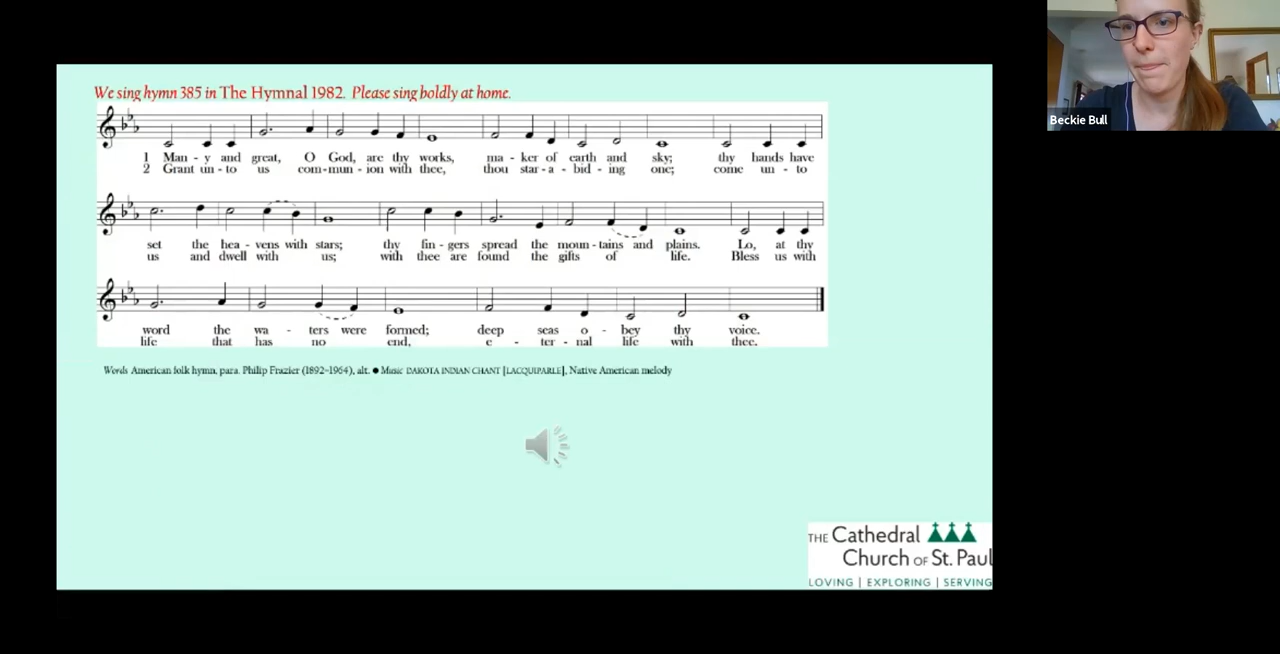 We sing hymn 385 in The Hymnal 1982. Please sing boldly at home.
1 Man - y and great, O God, are thy works, ma - ker of earth and sky; thy hands have
2 Grant un - to us com - mun - ion with thee, thou star - a - bid - ing one; come un - to
set the hea - vens with stars; thy fin - gers spread the moun - tains and plains. Lo, at thy
us and dwell with us; with thee are found the gifts of life. Bless us with
word the wa - ters were formed; deep seas o - bey thy voice.
life that has no end, e - ter - nal life with thee.
Words American folk hymn, para. Philip Frazier (1892–1964), alt. ● Music DAKOTA INDIAN CHANT [LACQUIPARLE], Native American melody
THE Cathedral
Church OF St. Paul
LOVING | EXPLORING | SERVING
Beckie Bull